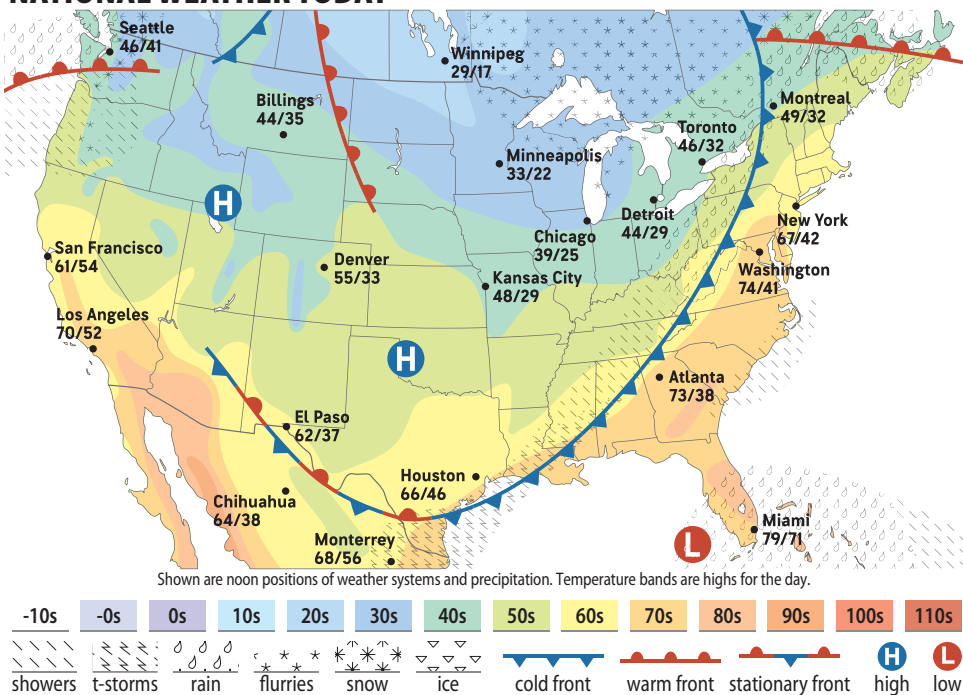 NATIONAL WEATHER TODAY
Seattle
46/41
Winnipeg
29/17
Billings
44/35
Montreal
49/32
Toronto
46/32
Minneapolis
33/22
H
Detroit
44/29
New York
67/42
Chicago
39/25
San Francisco
61/54
Denver
55/33
Washington
74/41
Kansas City
48/29
Los Angeles
70/52
H
Atlanta
73/38
El Paso
62/37
Houston
66/46
Chihuahua
64/38
Miami
79/71
Monterrey
68/56
L
Shown are noon positions of weather systems and precipitation. Temperature bands are highs for the day.
-10s -0s 0s 10s 20s 30s 40s 50s 60s 70s 80s 90s 100s 110s
H L
showers t-storms rain flurries snow ice cold front warm front stationary front high low